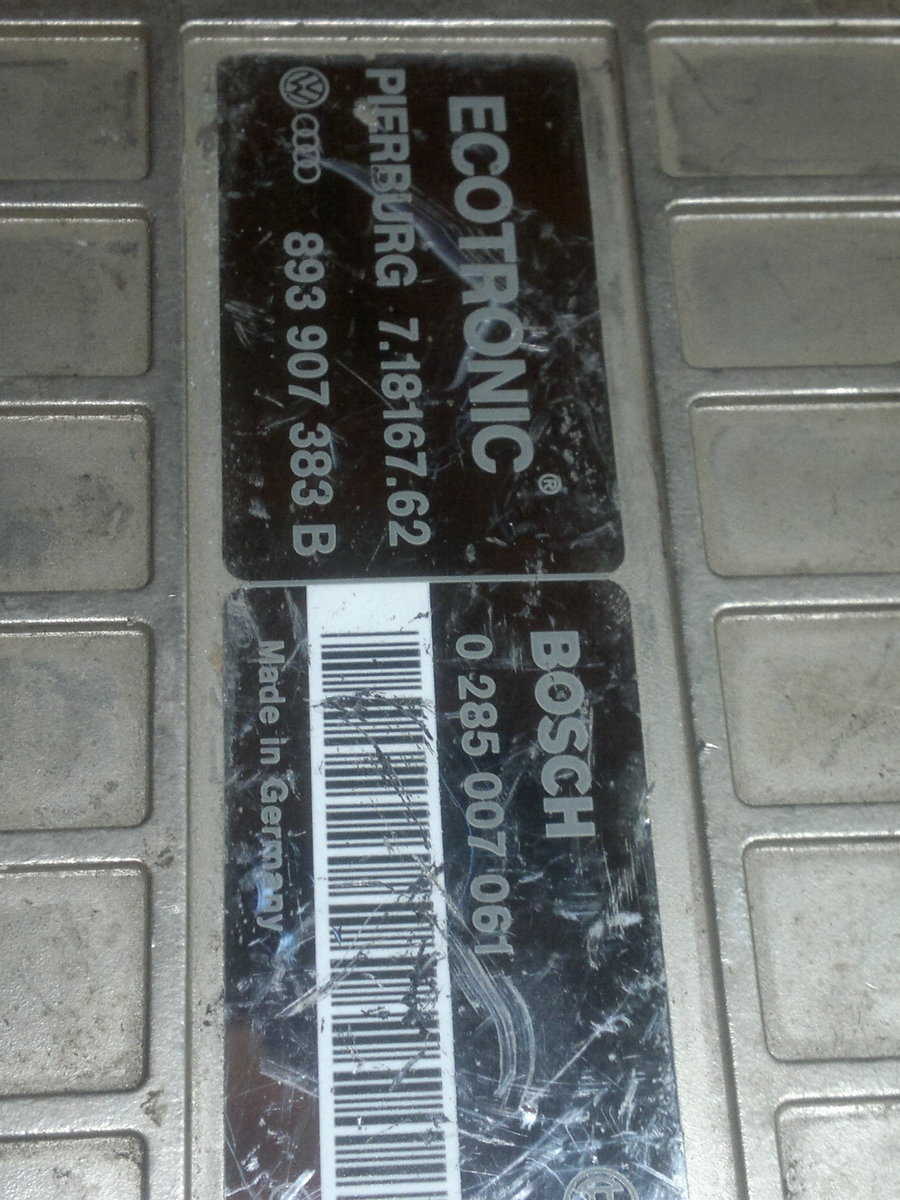 ECOTRONIC®
PIERBURG 7.18167.62
893 907 383 B
BOSCH
0 285 007 061
Made in Germany